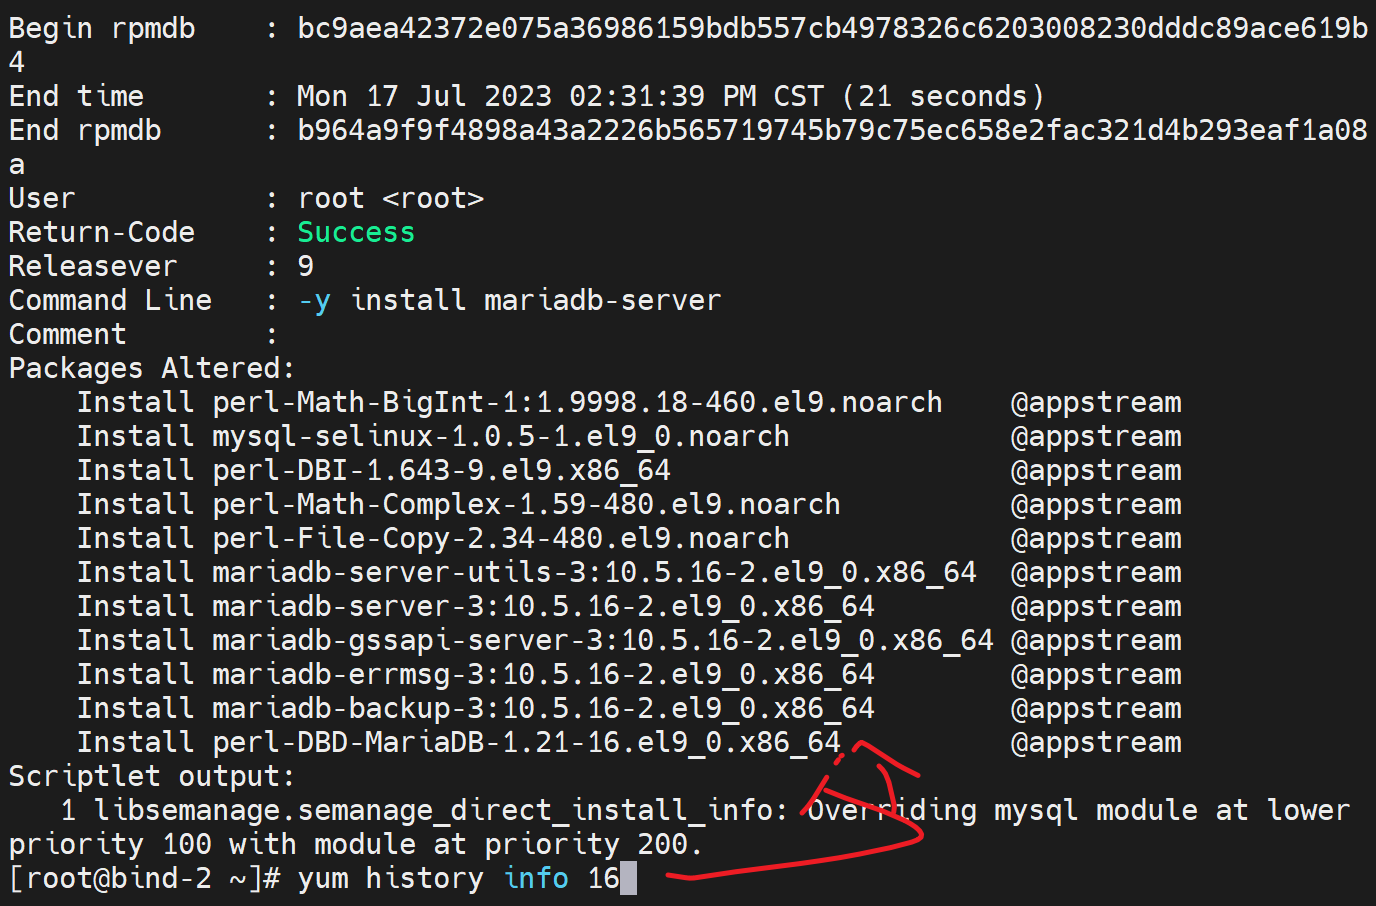 Begin rpmdb    : bc9aea42372e075a36986159bdb557cb4978326c6203008230dddc89ace619b
4
End time       : Mon 17 Jul 2023 02:31:39 PM CST (21 seconds)
End rpmdb      : b964a9f9f4898a43a2226b565719745b79c75ec658e2fac321d4b293eaf1a08
a
User           : root <root>
Return-Code    : Success
Releasever     : 9
Command Line   : -y install mariadb-server
Comment        :
Packages Altered:
    Install perl-Math-BigInt-1:1.9998.18-460.el9.noarch    @appstream
    Install mysql-selinux-1.0.5-1.el9_0.noarch             @appstream
    Install perl-DBI-1.643-9.el9.x86_64                    @appstream
    Install perl-Math-Complex-1.59-480.el9.noarch          @appstream
    Install perl-File-Copy-2.34-480.el9.noarch             @appstream
    Install mariadb-server-utils-3:10.5.16-2.el9_0.x86_64  @appstream
    Install mariadb-server-3:10.5.16-2.el9_0.x86_64        @appstream
    Install mariadb-gssapi-server-3:10.5.16-2.el9_0.x86_64 @appstream
    Install mariadb-errmsg-3:10.5.16-2.el9_0.x86_64        @appstream
    Install mariadb-backup-3:10.5.16-2.el9_0.x86_64        @appstream
    Install perl-DBD-MariaDB-1.21-16.el9_0.x86_64          @appstream
Scriptlet output:
   1 libsemanage.semanage_direct_install_info: Overriding mysql module at lower
priority 100 with module at priority 200.
[root@bind-2 ~]# yum history info 16